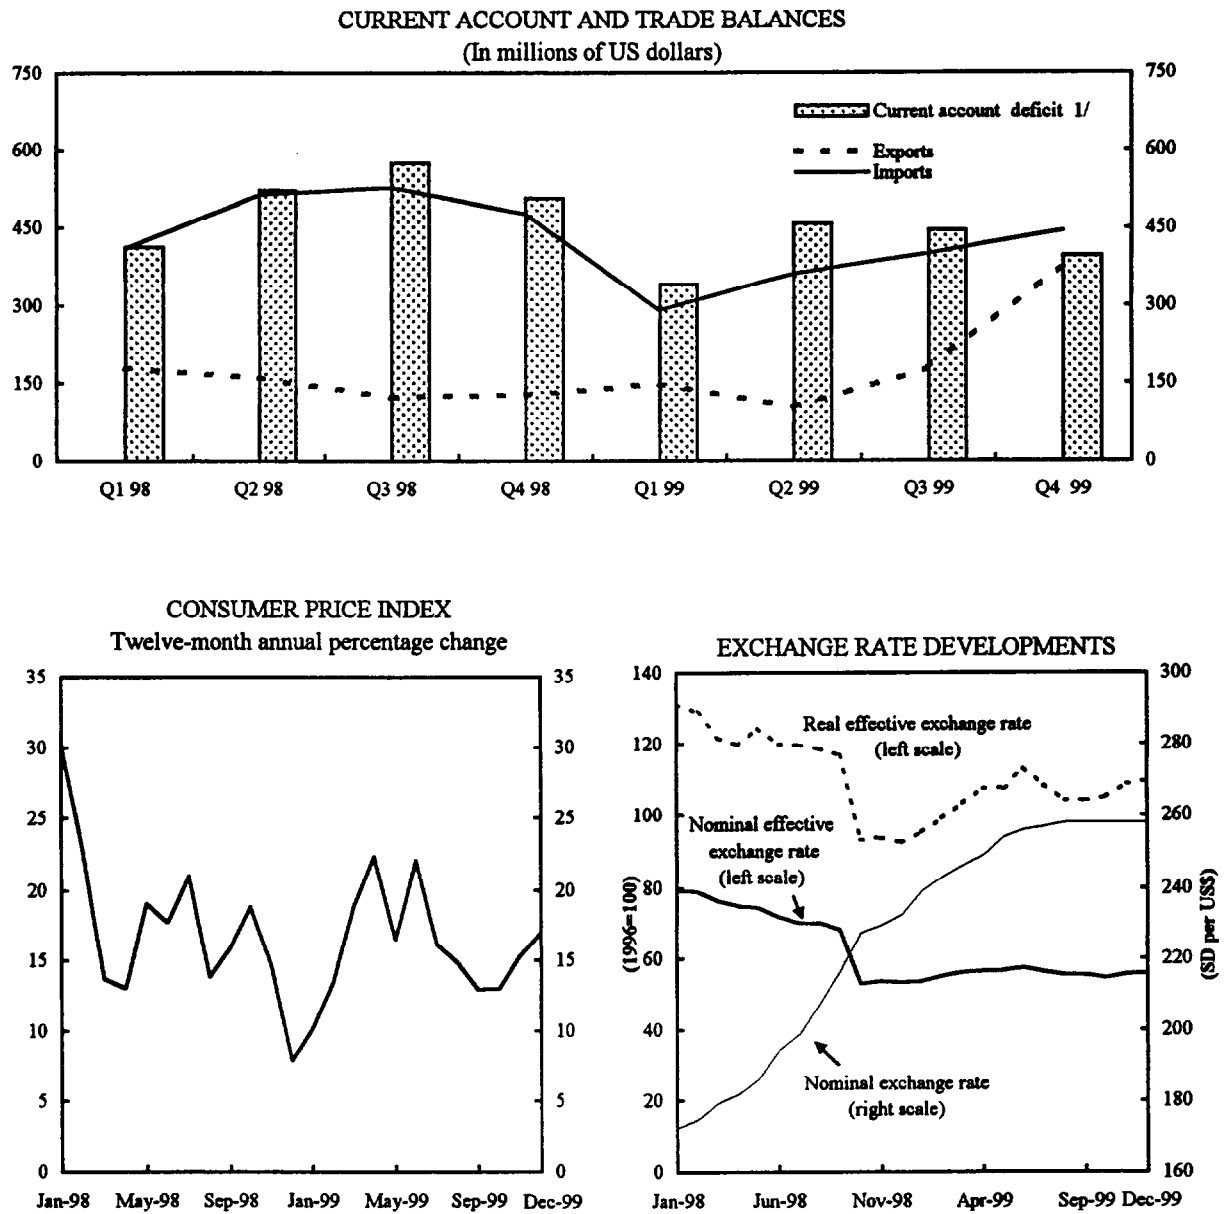 CURRENT ACCOUNT AND TRADE BALANCES
(In millions of US dollars)
750 750
Current account deficit 1/
600 Exports 600
Imports
450 450
300 300
150 150
0 0
Q1 98 Q2 98 Q3 98 Q4 98 Q1 99 Q2 99 Q3 99 Q4 99
CONSUMER PRICE INDEX
Twelve-month annual percentage change
35 35
30 30
25 25
20 20
15 15
10 10
5 5
0 0
Jan-98 May-98 Sep-98 Jan-99 May-99 Sep-99 Dec-99
EXCHANGE RATE DEVELOPMENTS
140 300
Real effective exchange rate
(left scale)
120 280
100 260
Nominal effective
exchange rate
(left scale)
80 240
(1996=100)
(SD per US$)
60 220
40 200
Nominal exchange rate
(right scale)
20 180
0 160
Jan-98 Jun-98 Nov-98 Apr-99 Sep-99 Dec-99